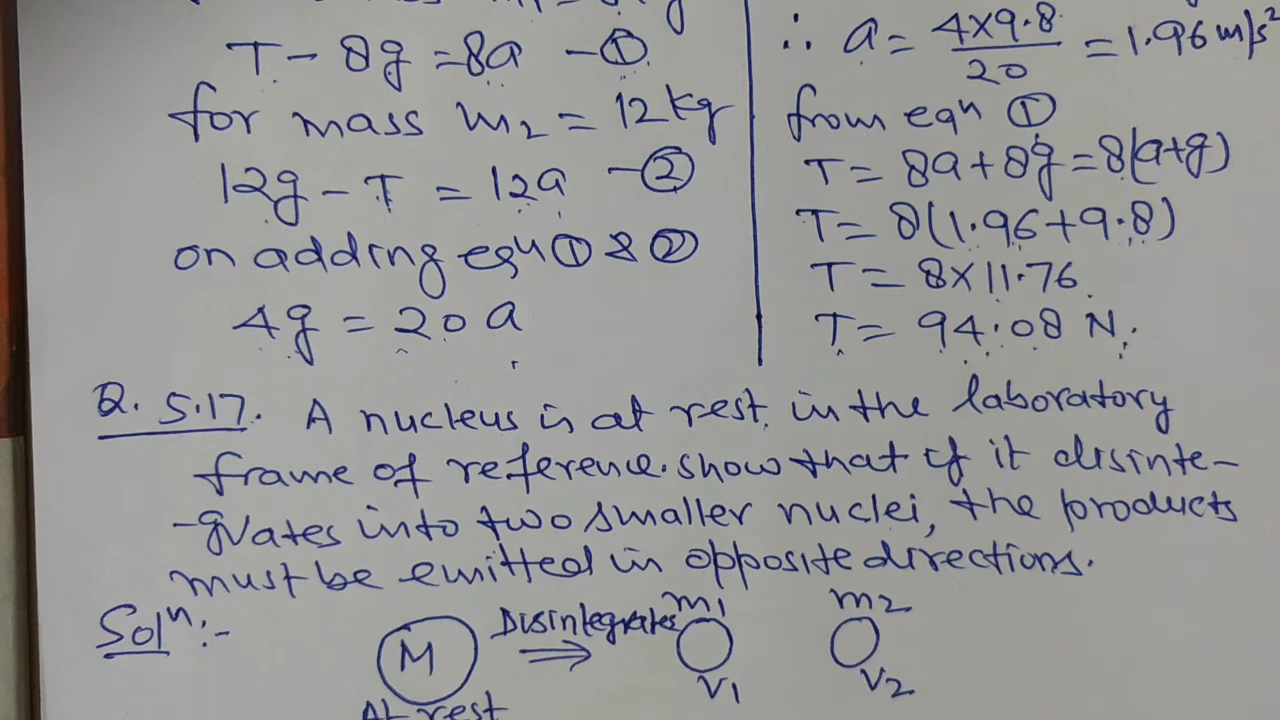 T - 8g = 8a - ①
for mass m₂ = 12 kg
12g - T = 12a - ②
on adding eqⁿ ① & ②
4g = 20 a
∴ a = 4×9.8 / 20 = 1.96 m/s²
from eqⁿ ①
T = 8a + 8g = 8(a+g)
T = 8(1.96 + 9.8)
T = 8 × 11.76
T = 94.08 N.
Q. 5.17. A nucleus is at rest in the laboratory
frame of reference. show that if it disinte-
-grates into two smaller nuclei, the products
must be emitted in opposite directions.
Solⁿ:-
M Disintegrates ⇒ m₁ m₂
At rest V₁ V₂